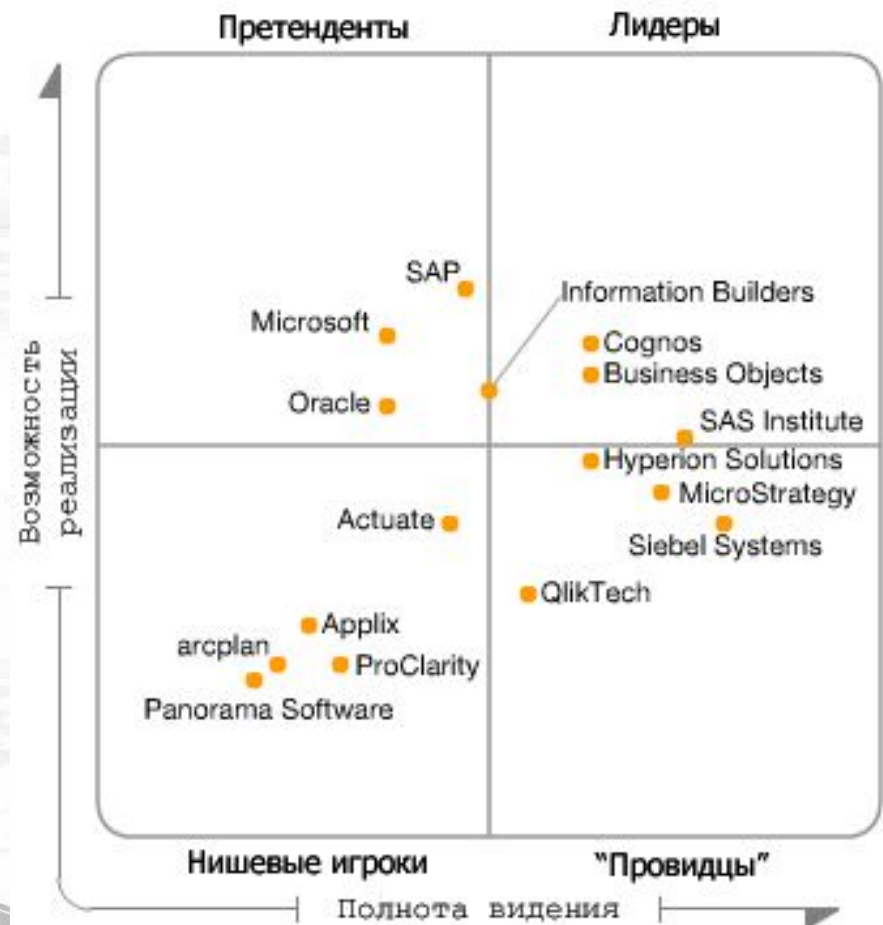 Претенденты
Лидеры
SAP
Information Builders
Microsoft
Cognos
Business Objects
Oracle
SAS Institute
Hyperion Solutions
MicroStrategy
Actuate
Siebel Systems
QlikTech
Applix
arcplan
ProClarity
Panorama Software
Возможность
реализации
Нишевые игроки
"Провидцы"
Полнота видения